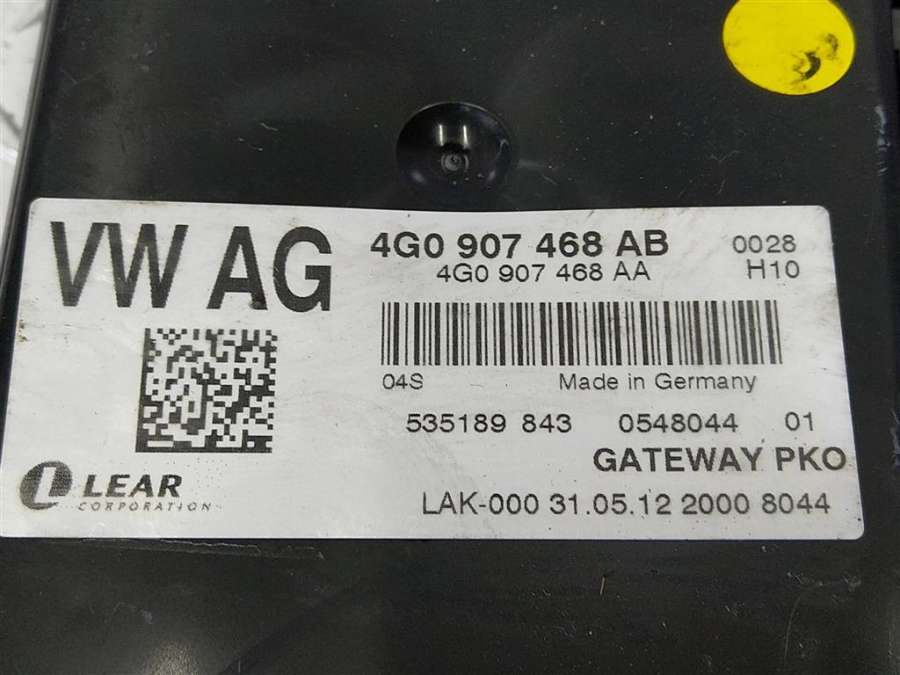 VW AG
4G0 907 468 AB 0028
4G0 907 468 AA H10
04S Made in Germany
535189 843 0548044 01
GATEWAY PKO
LEAR
CORPORATION
LAK-000 31.05.12 2000 8044